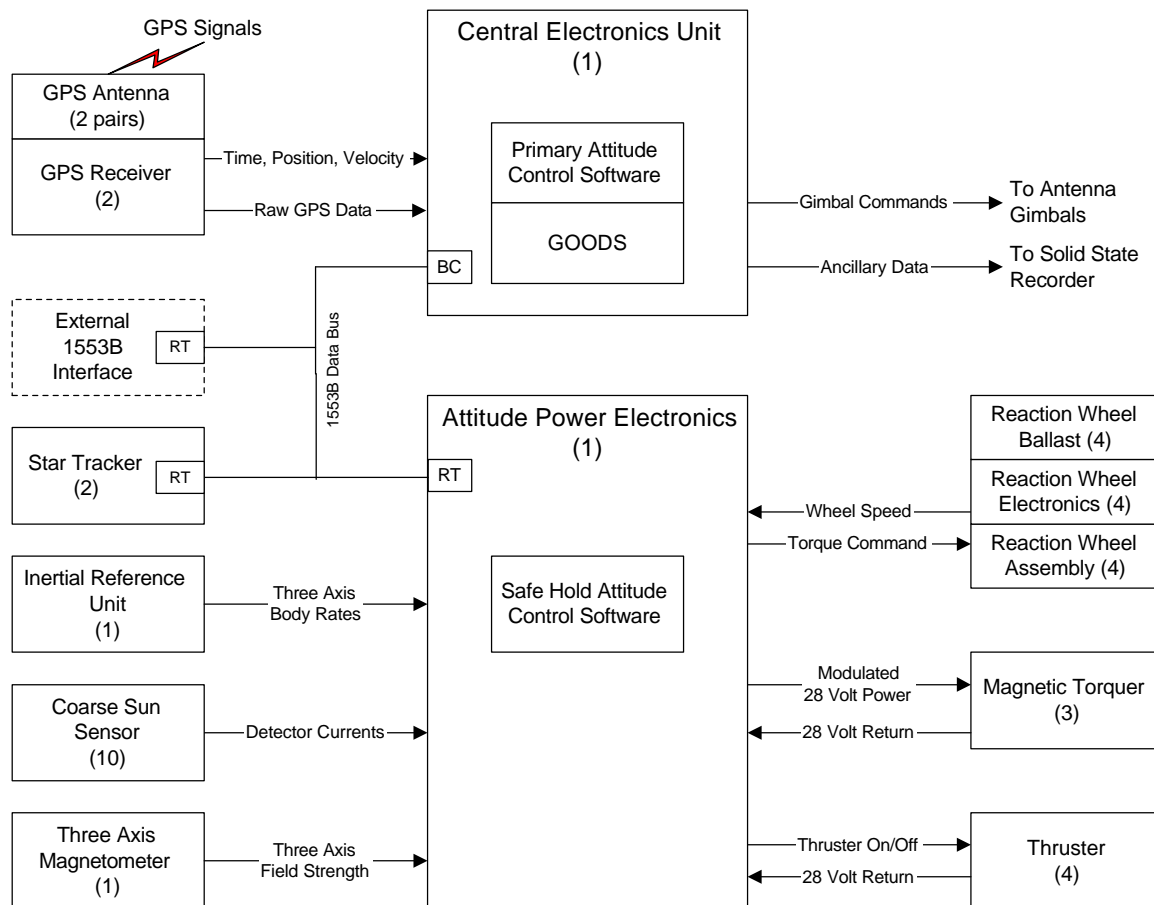 GPS Signals
GPS Antenna
(2 pairs)
GPS Receiver
(2)
Time, Position, Velocity
Raw GPS Data
Central Electronics Unit
(1)
Primary Attitude
Control Software
GOODS
BC
Gimbal Commands
To Antenna
Gimbals
Ancillary Data
To Solid State
Recorder
External
1553B
Interface
RT
1553B Data Bus
Star Tracker
(2)
RT
Inertial Reference
Unit
(1)
Three Axis
Body Rates
Coarse Sun
Sensor
(10)
Detector Currents
Three Axis
Magnetometer
(1)
Three Axis
Field Strength
Attitude Power Electronics
(1)
RT
Safe Hold Attitude
Control Software
Wheel Speed
Torque Command
Reaction Wheel
Ballast (4)
Reaction Wheel
Electronics (4)
Reaction Wheel
Assembly (4)
Modulated
28 Volt Power
28 Volt Return
Magnetic Torquer
(3)
Thruster On/Off
28 Volt Return
Thruster
(4)